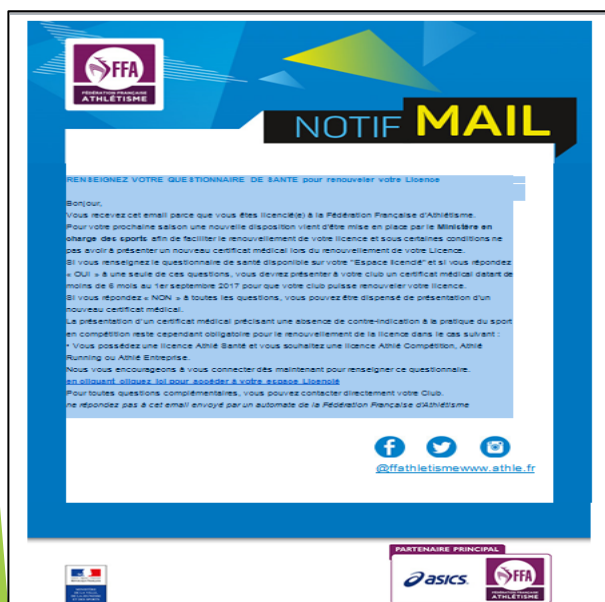 FFA
FÉDÉRATION FRANÇAISE
ATHLÉTISME
NOTIF MAIL
RENSEIGNEZ VOTRE QUESTIONNAIRE DE SANTE pour renouveler votre Licence
Bonjour,
Vous recevez cet email parce que vous êtes licencié(e) à la Fédération Française d'Athlétisme.
Pour votre prochaine saison une nouvelle disposition vient d'être mise en place par le Ministère en
charge des sports afin de faciliter le renouvellement de votre licence et sous certaines conditions ne
pas avoir à présenter un nouveau certificat médical lors du renouvellement de votre Licence.
Si vous renseignez le questionnaire de santé disponible sur votre "Espace licencié" et si vous répondez
« OUI » à une seule de ces questions, vous devrez présenter à votre club un certificat médical datant de
moins de 6 mois au 1er septembre 2017 pour que votre club puisse renouveler votre licence.
Si vous répondez « NON » à toutes les questions, vous pouvez être dispensé de présentation d'un
nouveau certificat médical.
La présentation d'un certificat médical précisant une absence de contre-indication à la pratique du sport
en compétition reste cependant obligatoire pour le renouvellement de la licence dans le cas suivant :
• Vous possédez une licence Athlé Santé et vous souhaitez une licence Athlé Compétition, Athlé
Running ou Athlé Entreprise.
Nous vous encourageons à vous connecter dès maintenant pour renseigner ce questionnaire.
en cliquant cliquez ici pour accéder à votre espace Licencié
Pour toutes questions complémentaires, vous pouvez contacter directement votre Club.
ne répondez pas à cet email envoyé par un automate de la Fédération Française d'Athlétisme
@ffathletismewww.athle.fr
PARTENAIRE PRINCIPAL
asics
FFA
FÉDÉRATION FRANÇAISE
ATHLÉTISME